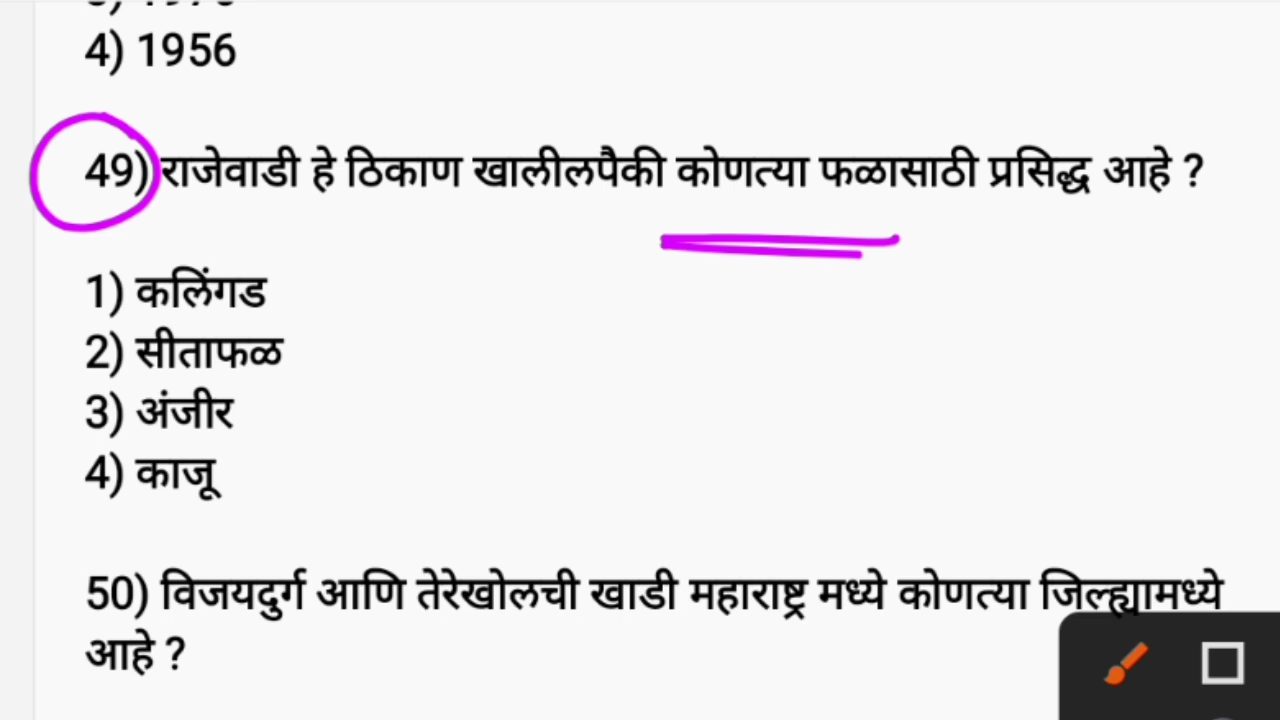 4) 1956
49) राजेवाडी हे ठिकाण खालीलपैकी कोणत्या फळासाठी प्रसिद्ध आहे ?
1) कलिंगड
2) सीताफळ
3) अंजीर
4) काजू
50) विजयदुर्ग आणि तेरेखोलची खाडी महाराष्ट्र मध्ये कोणत्या जिल्ह्यामध्ये
आहे ?